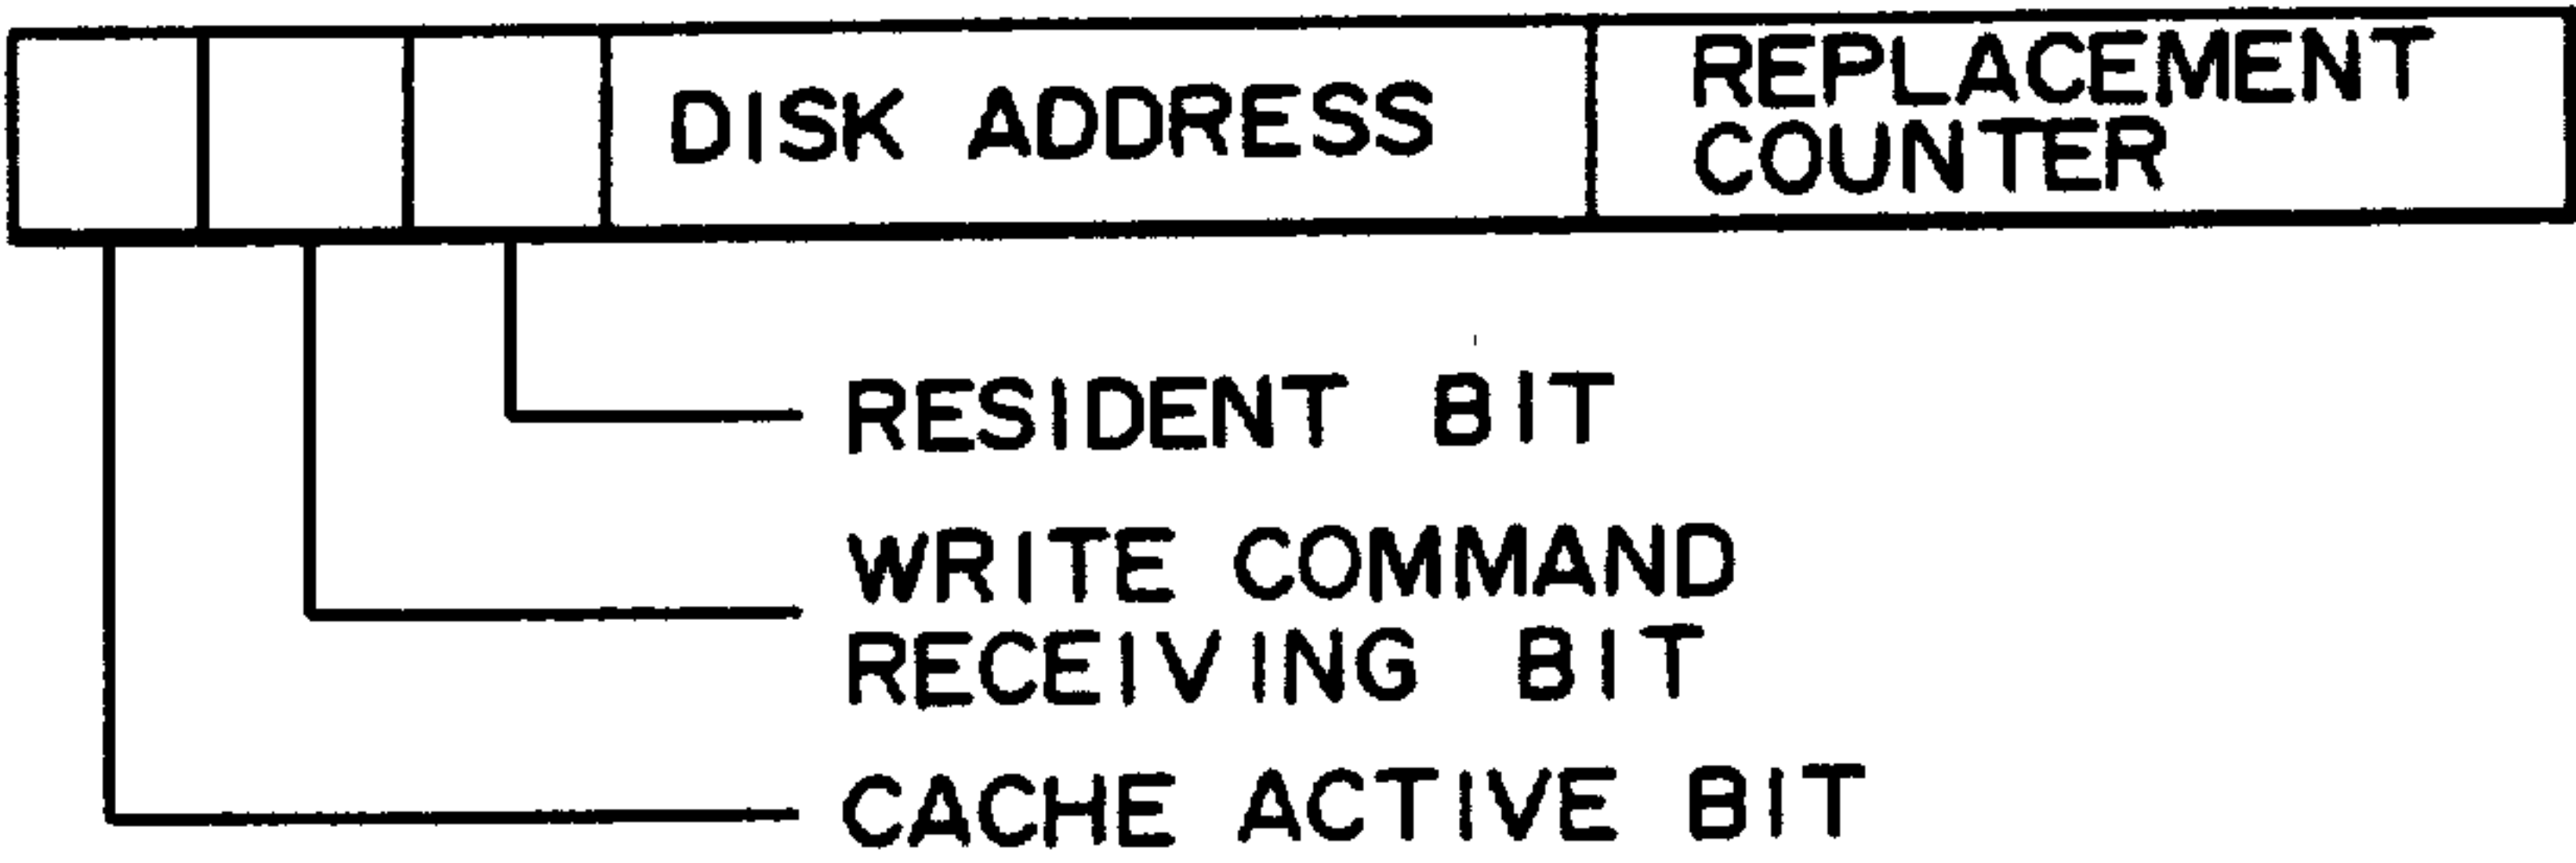 DISK ADDRESS
REPLACEMENT
COUNTER
RESIDENT BIT
WRITE COMMAND
RECEIVING BIT
CACHE ACTIVE BIT